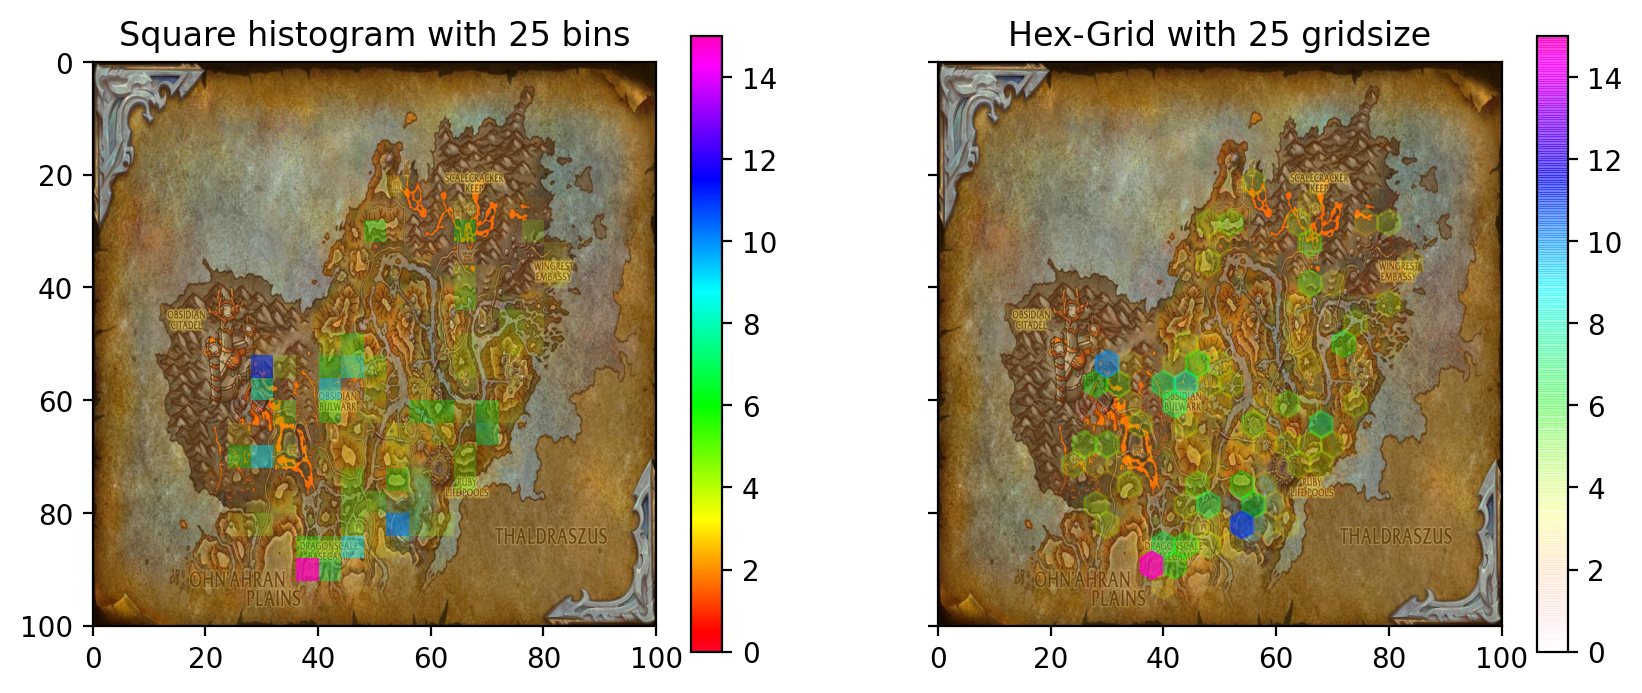 Square histogram with 25 bins
0
20
40
60
80
100
0
20
40
60
80
100
SCALECRACKER
KEEP
WINGREST
EMBASSY
OBSIDIAN
CITADEL
OBSIDIAN
BULWARK
RUBY
LIFEPOOLS
THALDRASZUS
DRAGONSCALE
BASECAMP
OHN'AHRAN
PLAINS
14
12
10
8
6
4
2
0
Hex-Grid with 25 gridsize
0
20
40
60
80
100
SCALECRACKER
KEEP
WINGREST
EMBASSY
OBSIDIAN
CITADEL
OBSIDIAN
BULWARK
RUBY
LIFEPOOLS
THALDRASZUS
DRAGONSCALE
OHN'AHRAN
PLAINS
14
12
10
8
6
4
2
0